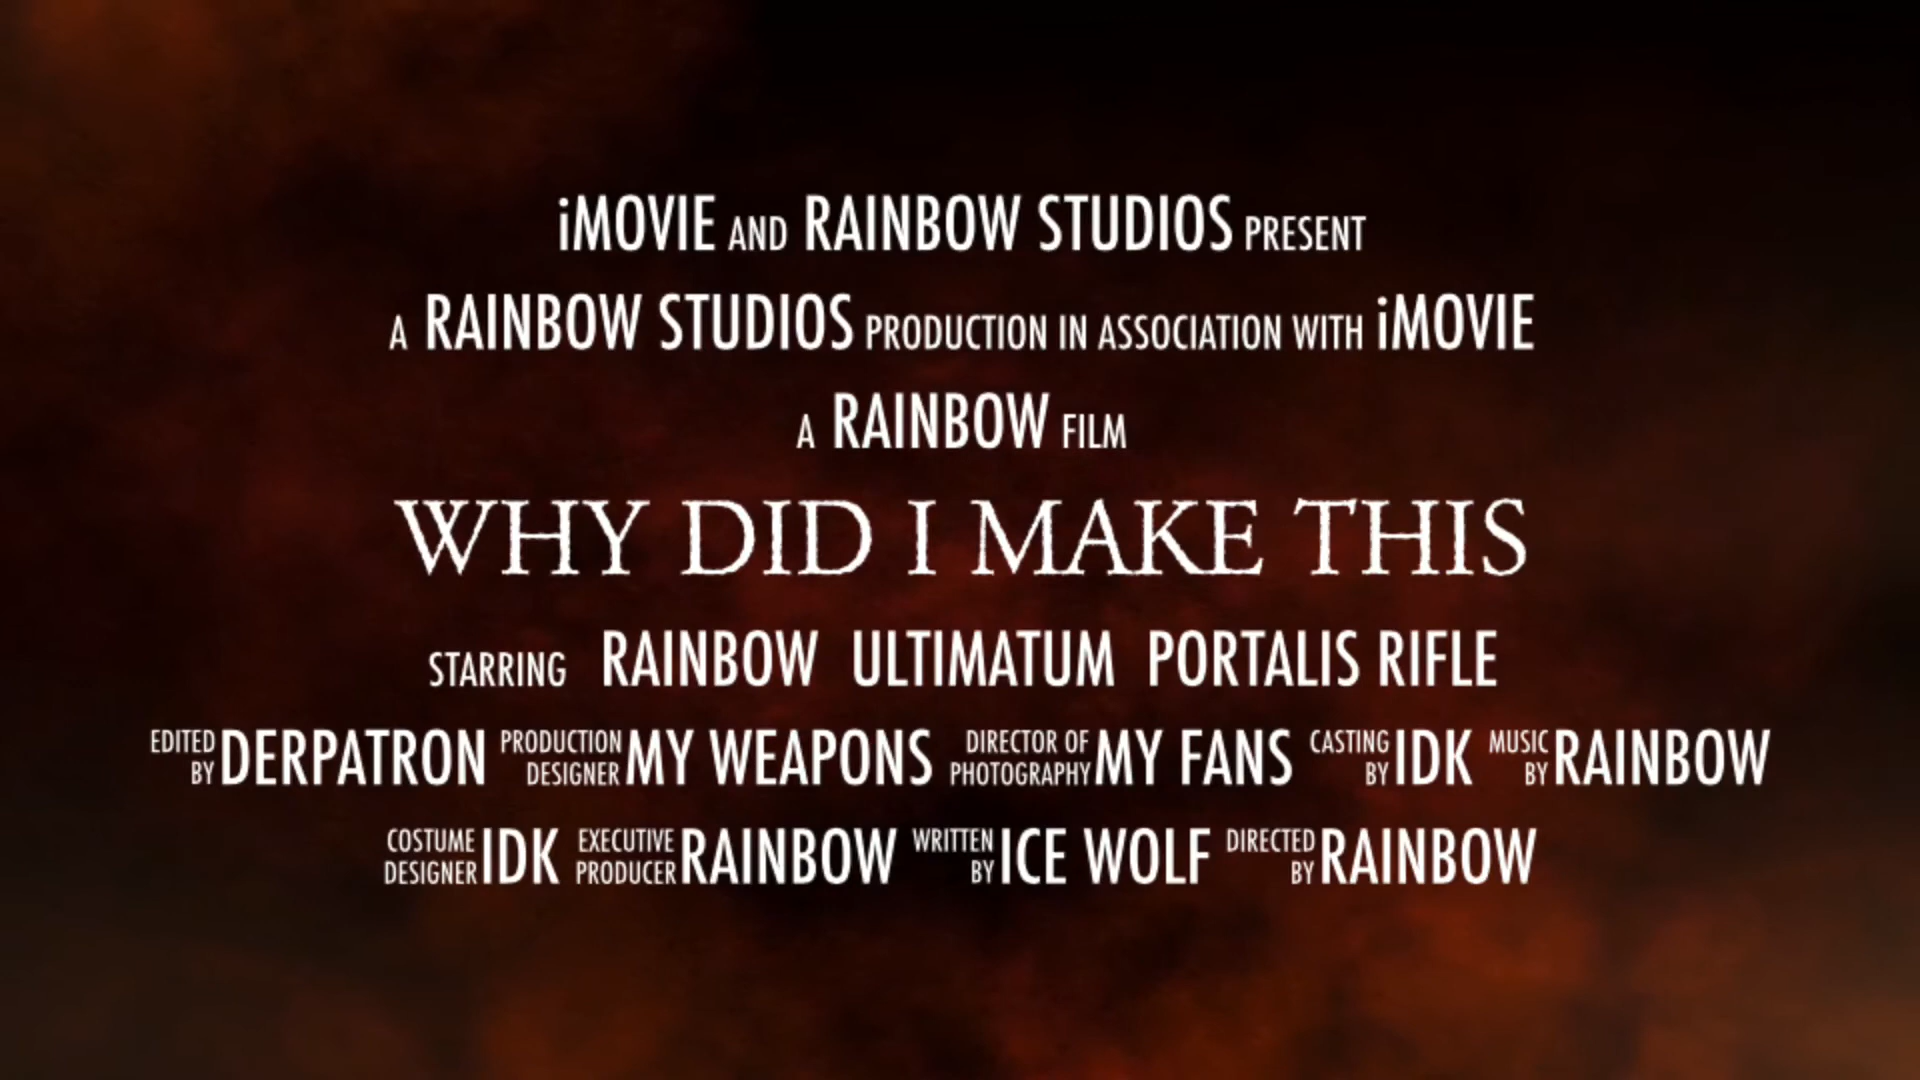 iMOVIE AND RAINBOW STUDIOS PRESENT
A RAINBOW STUDIOS PRODUCTION IN ASSOCIATION WITH iMOVIE
A RAINBOW FILM
WHY DID I MAKE THIS
STARRING RAINBOW ULTIMATUM PORTALIS RIFLE
EDITED BY DERPATRON PRODUCTION DESIGNER MY WEAPONS DIRECTOR OF PHOTOGRAPHY MY FANS CASTING BY IDK MUSIC BY RAINBOW
COSTUME DESIGNER IDK EXECUTIVE PRODUCER RAINBOW WRITTEN BY ICE WOLF DIRECTED BY RAINBOW